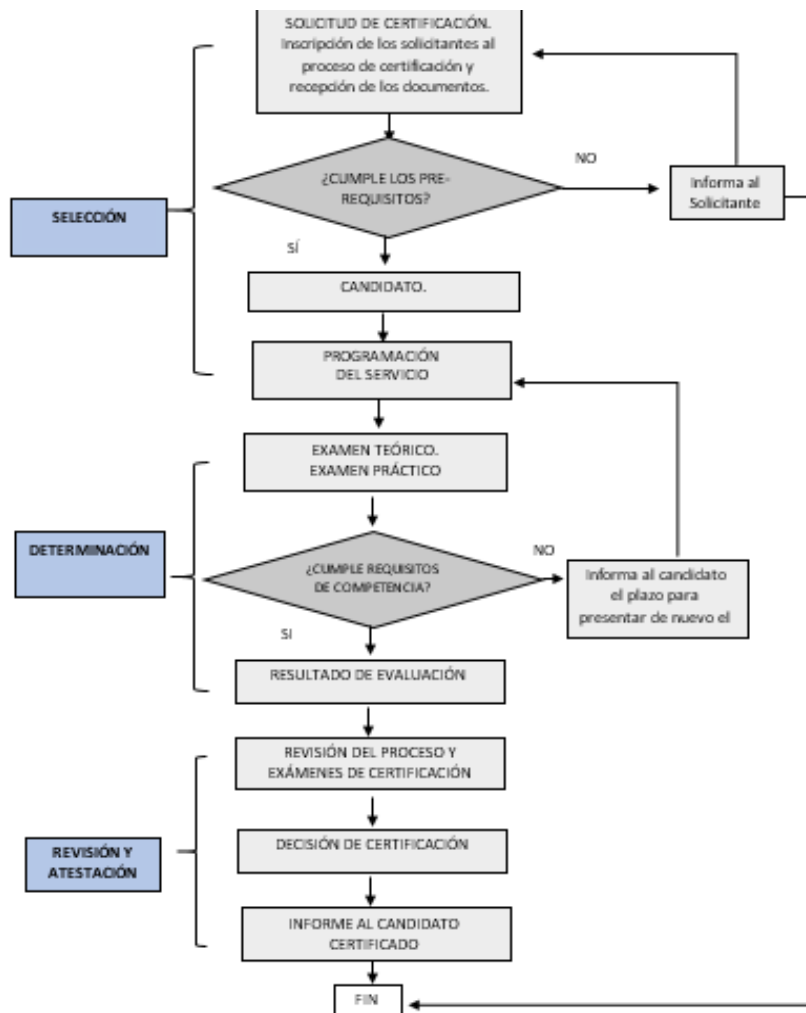 SOLICITUD DE CERTIFICACIÓN.
Inscripción de los solicitantes al
proceso de certificación y
recepción de los documentos.
¿CUMPLE LOS PRE-
REQUISITOS?
NO
Informa al
Solicitante
SELECCIÓN
SÍ
CANDIDATO.
PROGRAMACIÓN
DEL SERVICIO
EXAMEN TEÓRICO.
EXAMEN PRÁCTICO
DETERMINACIÓN
¿CUMPLE REQUISITOS
DE COMPETENCIA?
NO
Informa al candidato
el plazo para
presentar de nuevo el
SI
RESULTADO DE EVALUACIÓN
REVISIÓN DEL PROCESO Y
EXÁMENES DE CERTIFICACIÓN
REVISIÓN Y
ATESTACIÓN
DECISIÓN DE CERTIFICACIÓN
INFORME AL CANDIDATO
CERTIFICADO
FIN